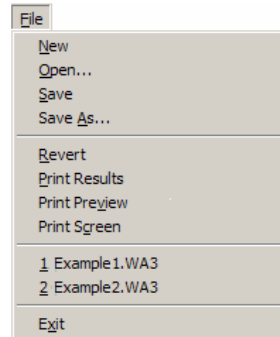 File
New
Open...
Save
Save As...
Revert
Print Results
Print Preview
Print Screen
1 Example1.WA3
2 Example2.WA3
Exit